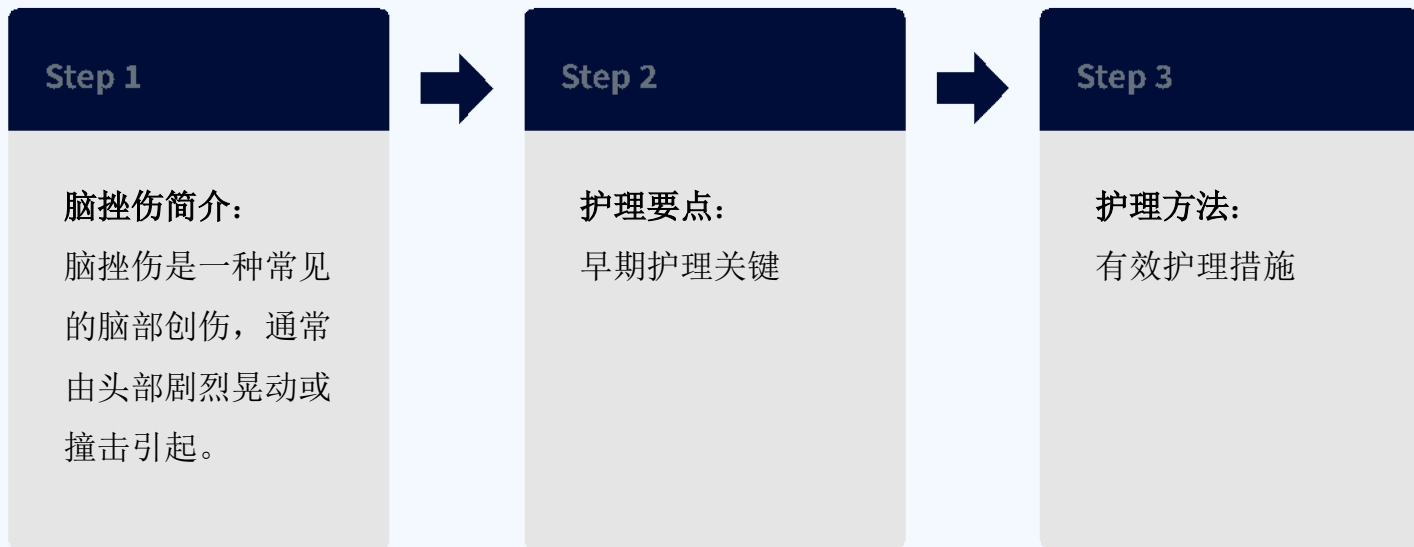 Step 1
脑挫伤简介：
脑挫伤是一种常见
的脑部创伤，通常
由头部剧烈晃动或
撞击引起。
Step 2
护理要点：
早期护理关键
Step 3
护理方法：
有效护理措施